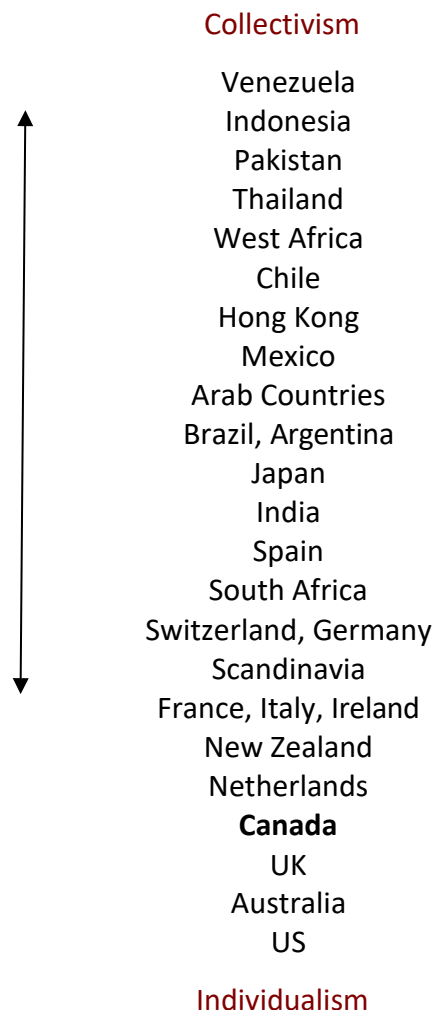 Collectivism
Venezuela
Indonesia
Pakistan
Thailand
West Africa
Chile
Hong Kong
Mexico
Arab Countries
Brazil, Argentina
Japan
India
Spain
South Africa
Switzerland, Germany
Scandinavia
France, Italy, Ireland
New Zealand
Netherlands
Canada
UK
Australia
US
Individualism